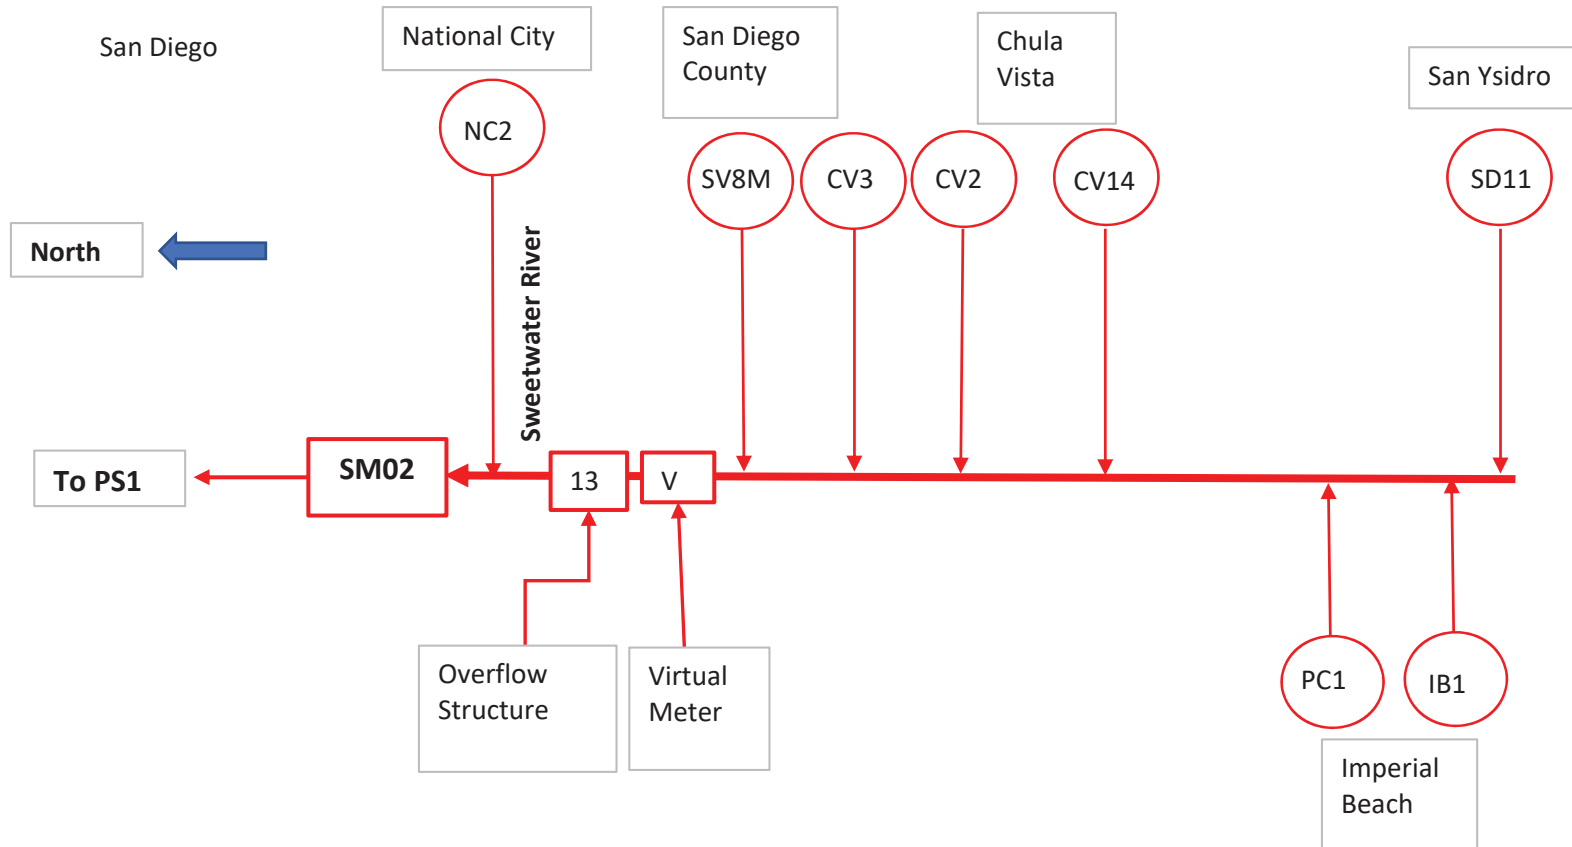 San Diego
National City
San Diego
County
Chula
Vista
San Ysidro
NC2
SV8M
CV3
CV2
CV14
SD11
North
Sweetwater River
To PS1
SM02
13
V
Overflow
Structure
Virtual
Meter
PC1
IB1
Imperial
Beach